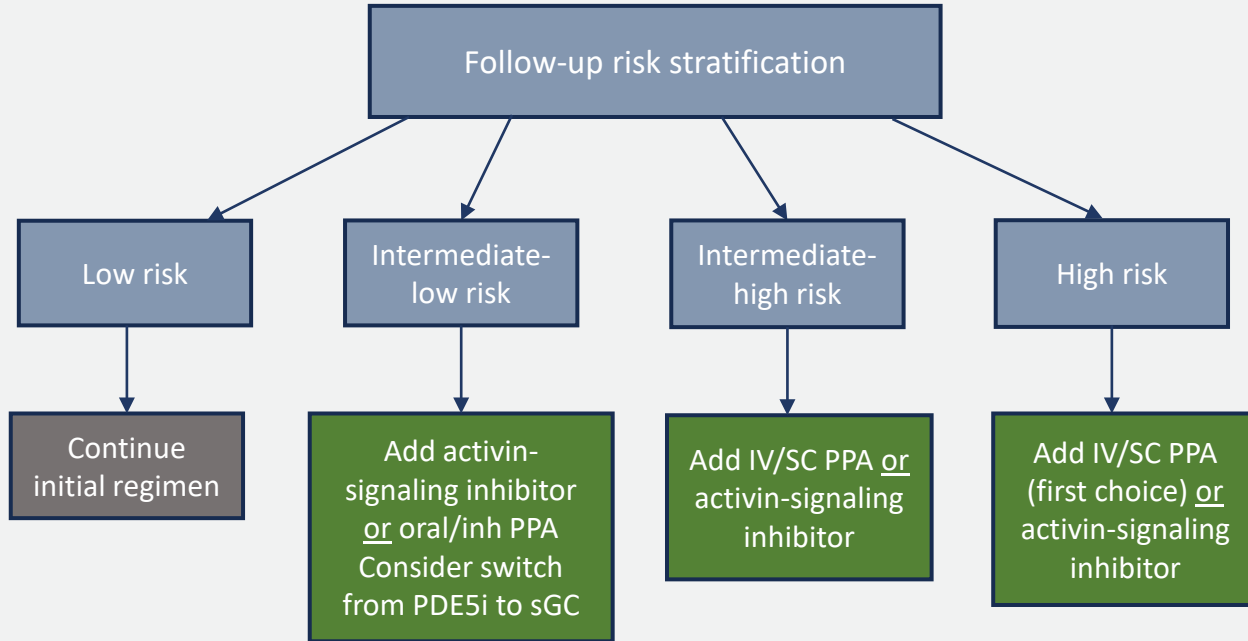 Follow-up risk stratification
Low risk
Intermediate-
low risk
Intermediate-
high risk
High risk
Continue
initial regimen
Add activin-
signaling inhibitor
or oral/inh PPA
Consider switch
from PDE5i to sGC
Add IV/SC PPA or
activin-signaling
inhibitor
Add IV/SC PPA
(first choice) or
activin-signaling
inhibitor